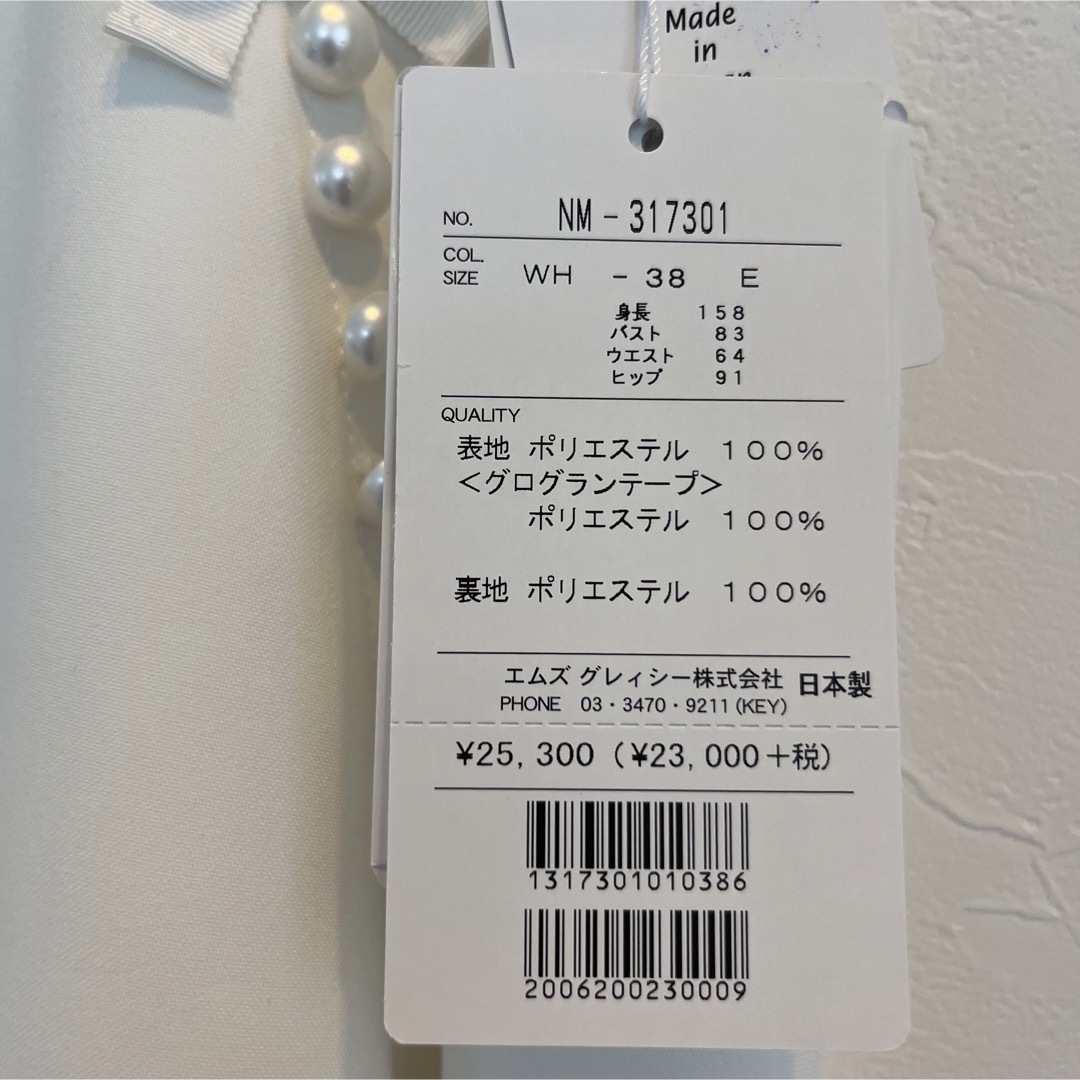 Made
in
NO. NM-317301
COL.
SIZE WH -38 E
身長 158
バスト 83
ウエスト 64
ヒップ 91
QUALITY
表地 ポリエステル 100%
<グログランテープ>
ポリエステル 100%
裏地 ポリエステル 100%
エムズ グレィシー株式会社 日本製
PHONE 03・3470・9211(KEY)
¥25,300 (¥23,000+税)
1317301010386
2006200230009